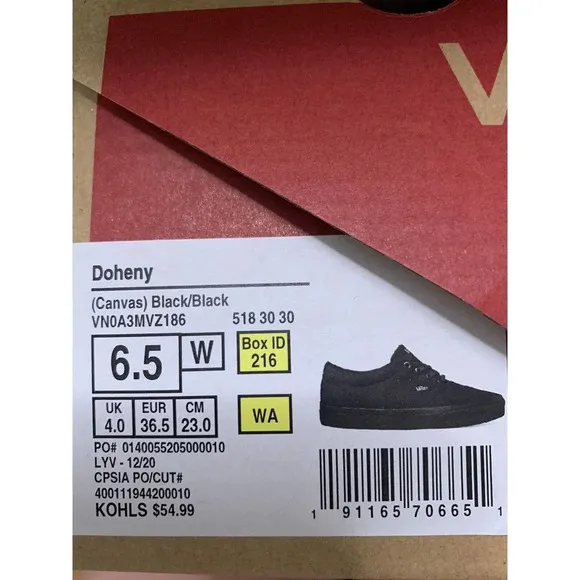 V
Doheny
(Canvas) Black/Black
VN0A3MVZ186 518 30 30
6.5 W Box ID 216
UK EUR CM
4.0 36.5 23.0 WA
PO# 0140055205000010
LYV - 12/20
CPSIA PO/CUT#
400111944200010
KOHLS $54.99
1 91165 70665 1